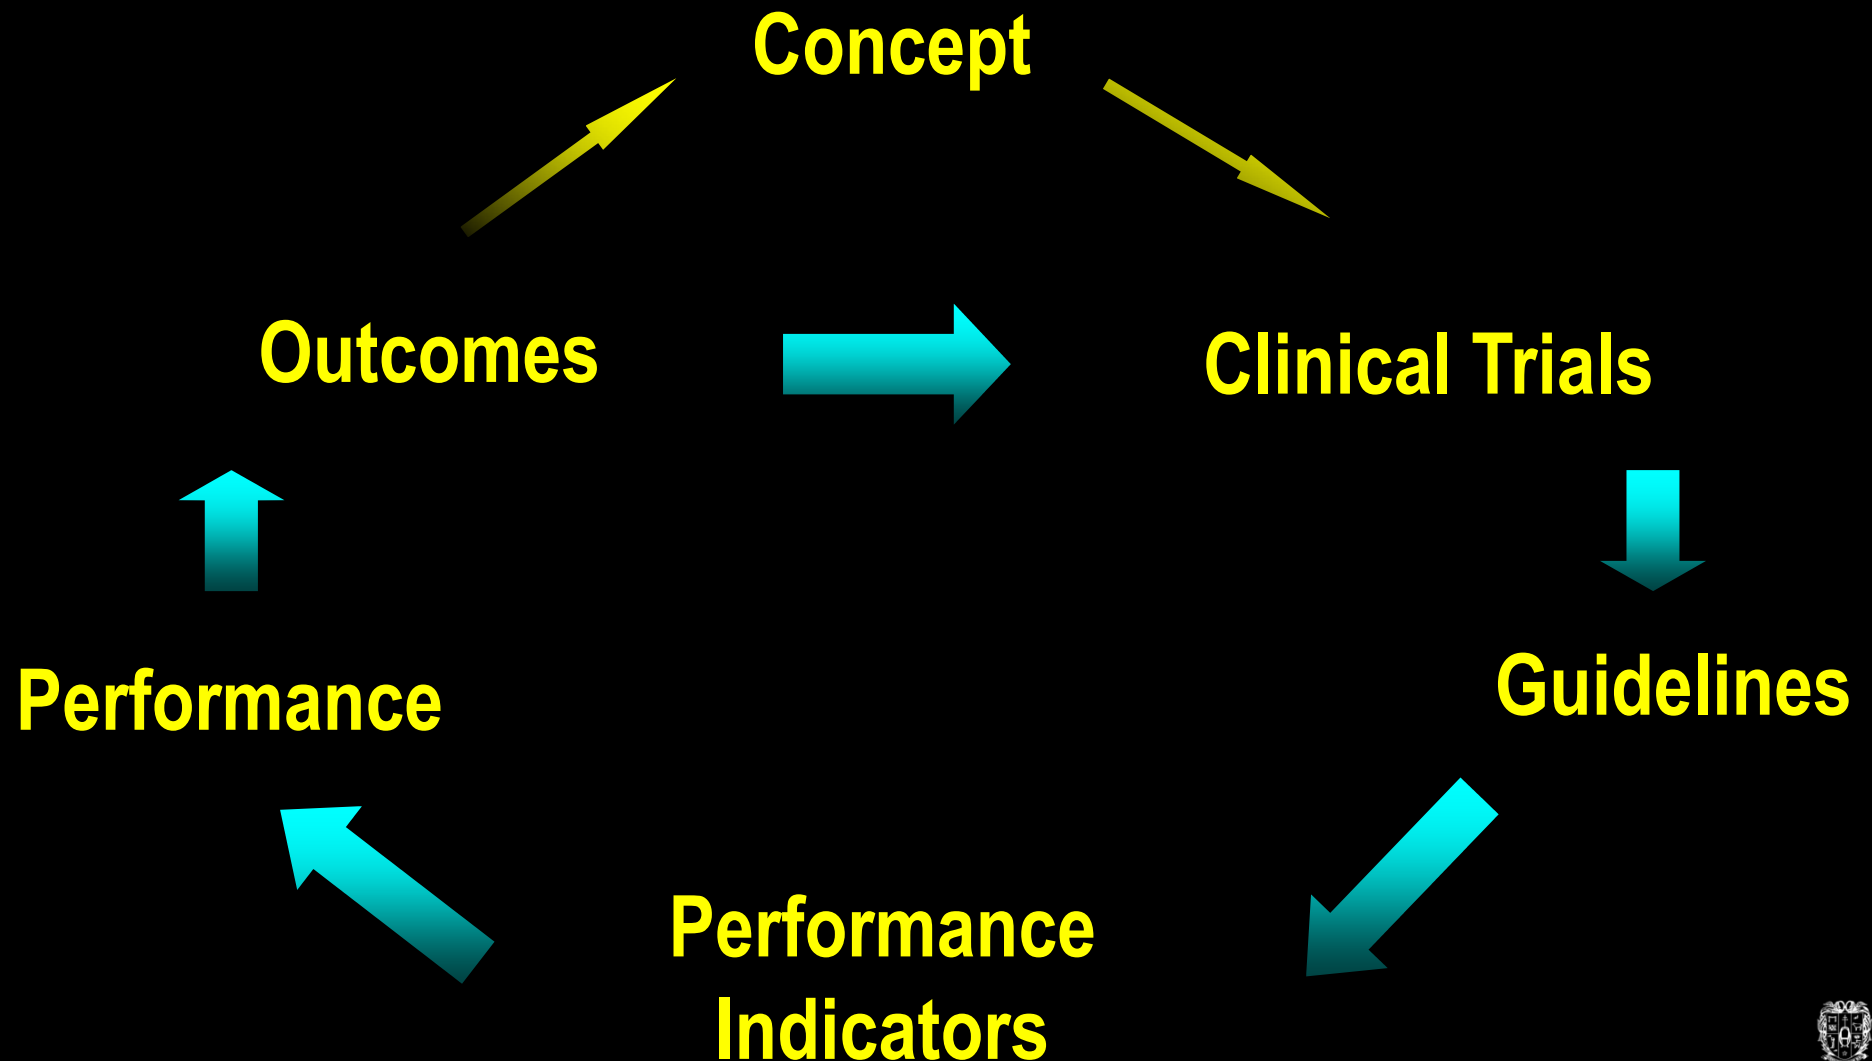 Concept
Outcomes
Clinical Trials
Performance
Guidelines
Performance
Indicators